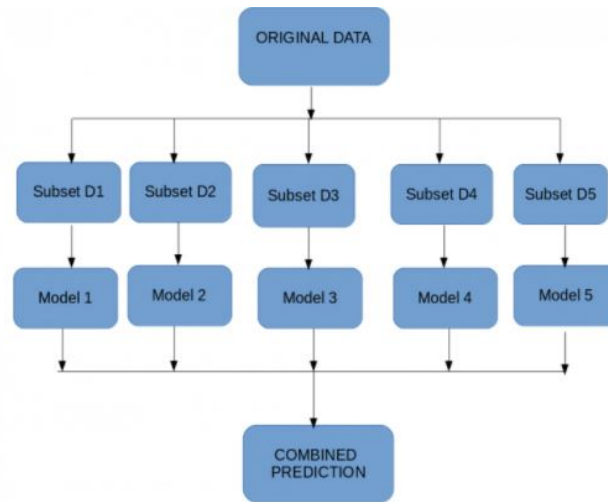 ORIGINAL DATA
Subset D1
Subset D2
Subset D3
Subset D4
Subset D5
Model 1
Model 2
Model 3
Model 4
Model 5
COMBINED
PREDICTION